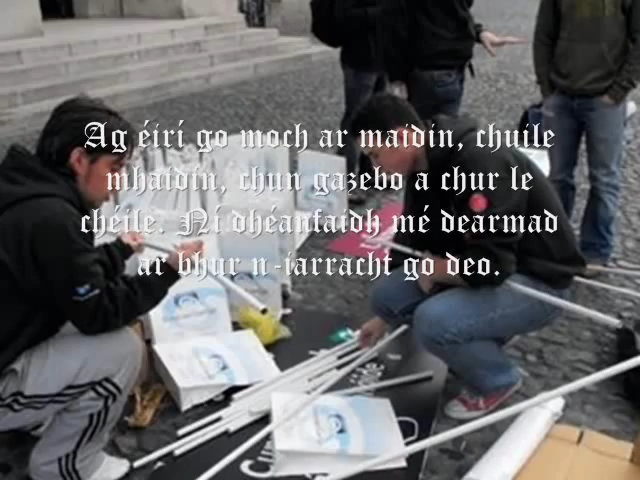 Ag éirí go moch ar maidin, chuile
mhaidin, chun gazebo a chur le
chéile. Ní dhéanfaidh mé dearmad
ar bhur n-iarracht go deo.